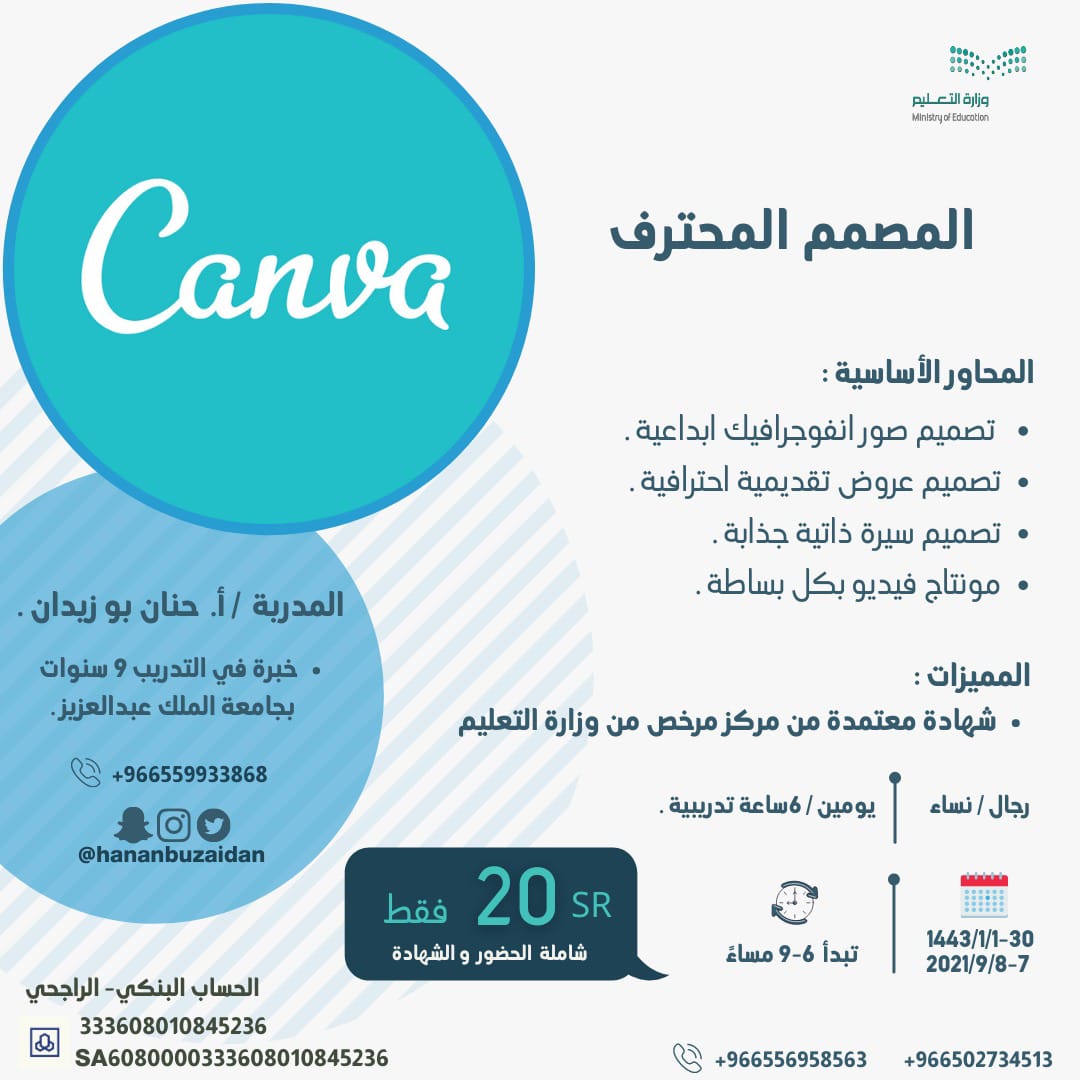 Canva
وزارة التعليم
Ministry of Education
المصمم المحترف
المحاور الأساسية :
• تصميم صور انفوجرافيك ابداعية .
• تصميم عروض تقديمية احترافية .
• تصميم سيرة ذاتية جذابة .
• مونتاج فيديو بكل بساطة .
المميزات :
• شهادة معتمدة من مركز مرخص من وزارة التعليم
رجال / نساء
يومين / 6ساعة تدريبية .
1443/1/1-30
2021/9/8-7
تبدأ 6-9 مساءً
20 SR فقط
شاملة الحضور و الشهادة
المدربة / أ. حنان بو زيدان .
• خبرة في التدريب 9 سنوات
بجامعة الملك عبدالعزيز.
+966559933868
@hananbuzaidan
الحساب البنكي- الراجحي
333608010845236
SA6080000333608010845236
+966556958563
+966502734513